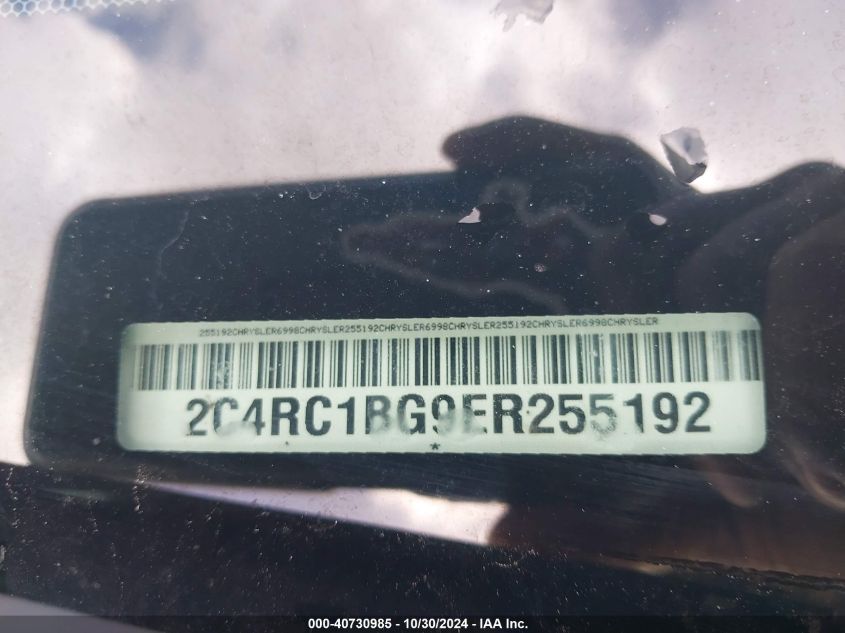 255192CHRYSLER6998CHRYSLER255192CHRYSLER6998CHRYSLER255192CHRYSLER6998CHRYSLER
2C4RC1BG9ER255192
*
000-40730985 - 10/30/2024 - IAA Inc.